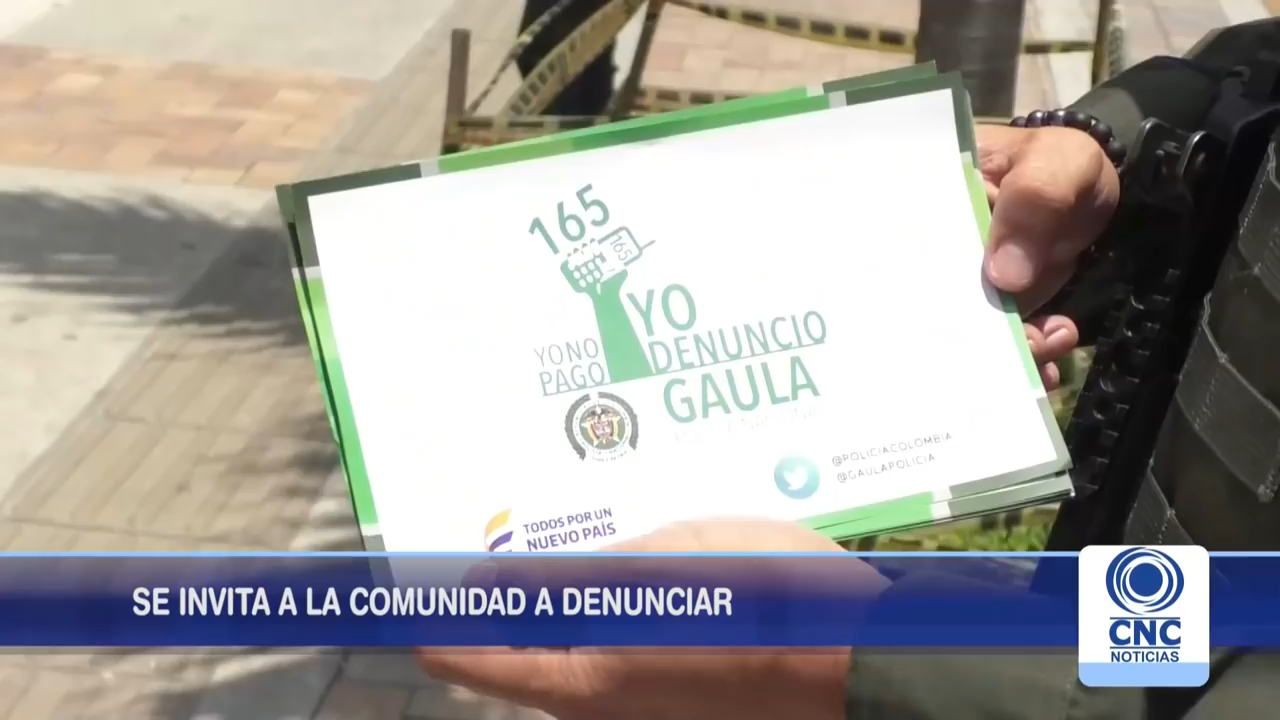 165
165
YO
YO NO
DENUNCIO
PAGO
GAULA
@POLICIACOLOMBIA
@GAULAPOLICIA
TODOS POR UN
NUEVO PAÍS
SE INVITA A LA COMUNIDAD A DENUNCIAR
CNC
NOTICIAS